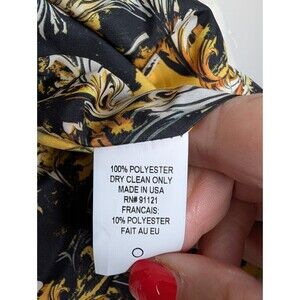 100% POLYESTER
DRY CLEAN ONLY
MADE IN USA
RN# 91121
FRANCAIS:
10% POLYESTER
FAIT AU EU